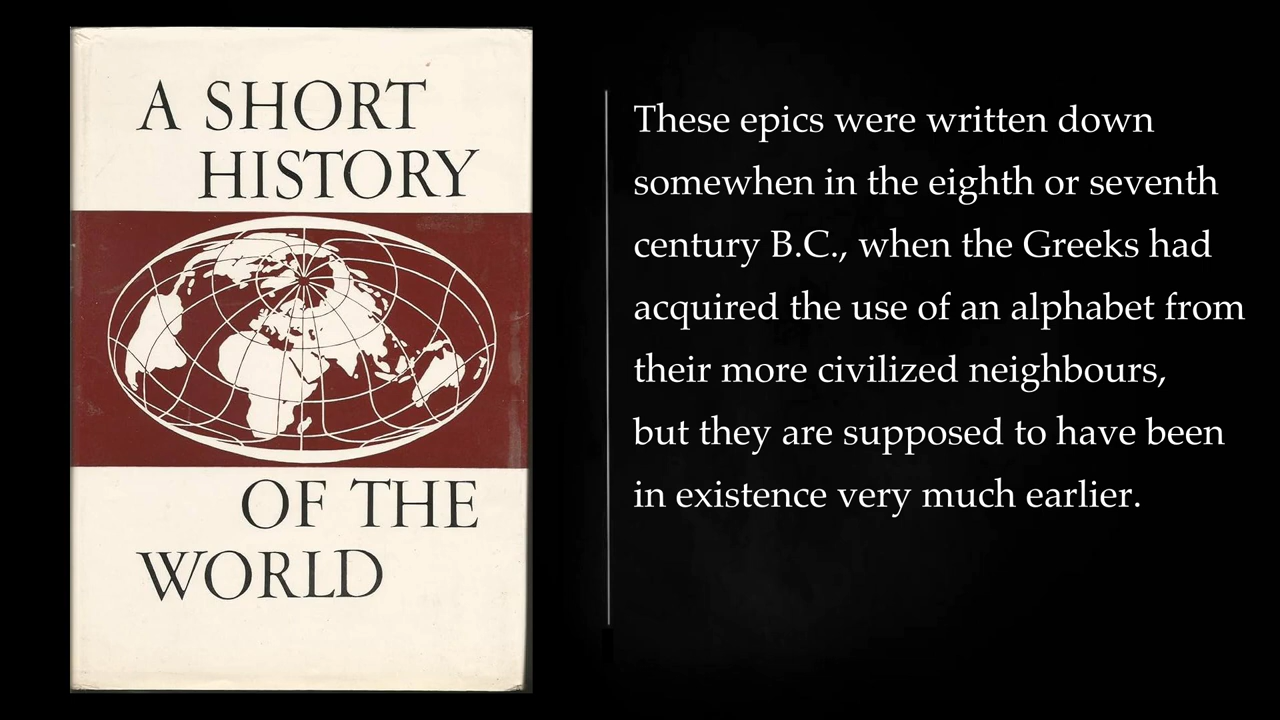 A SHORT
HISTORY
OF THE
WORLD
These epics were written down
somewhen in the eighth or seventh
century B.C., when the Greeks had
acquired the use of an alphabet from
their more civilized neighbours,
but they are supposed to have been
in existence very much earlier.